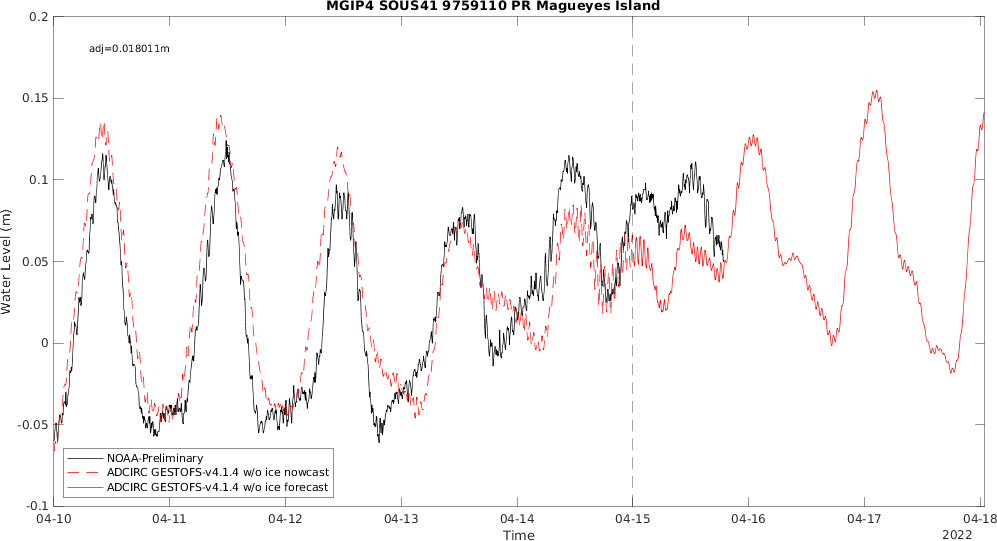 MGIP4 SOUS41 9759110 PR Magueyes Island
adj=0.018011m
0.2
0.15
0.1
0.05
0
-0.05
-0.1
Water Level (m)
NOAA-Preliminary
ADCIRC GESTOFS-v4.1.4 w/o ice nowcast
ADCIRC GESTOFS-v4.1.4 w/o ice forecast
04-10 04-11 04-12 04-13 04-14 04-15 04-16 04-17 04-18
Time
2022